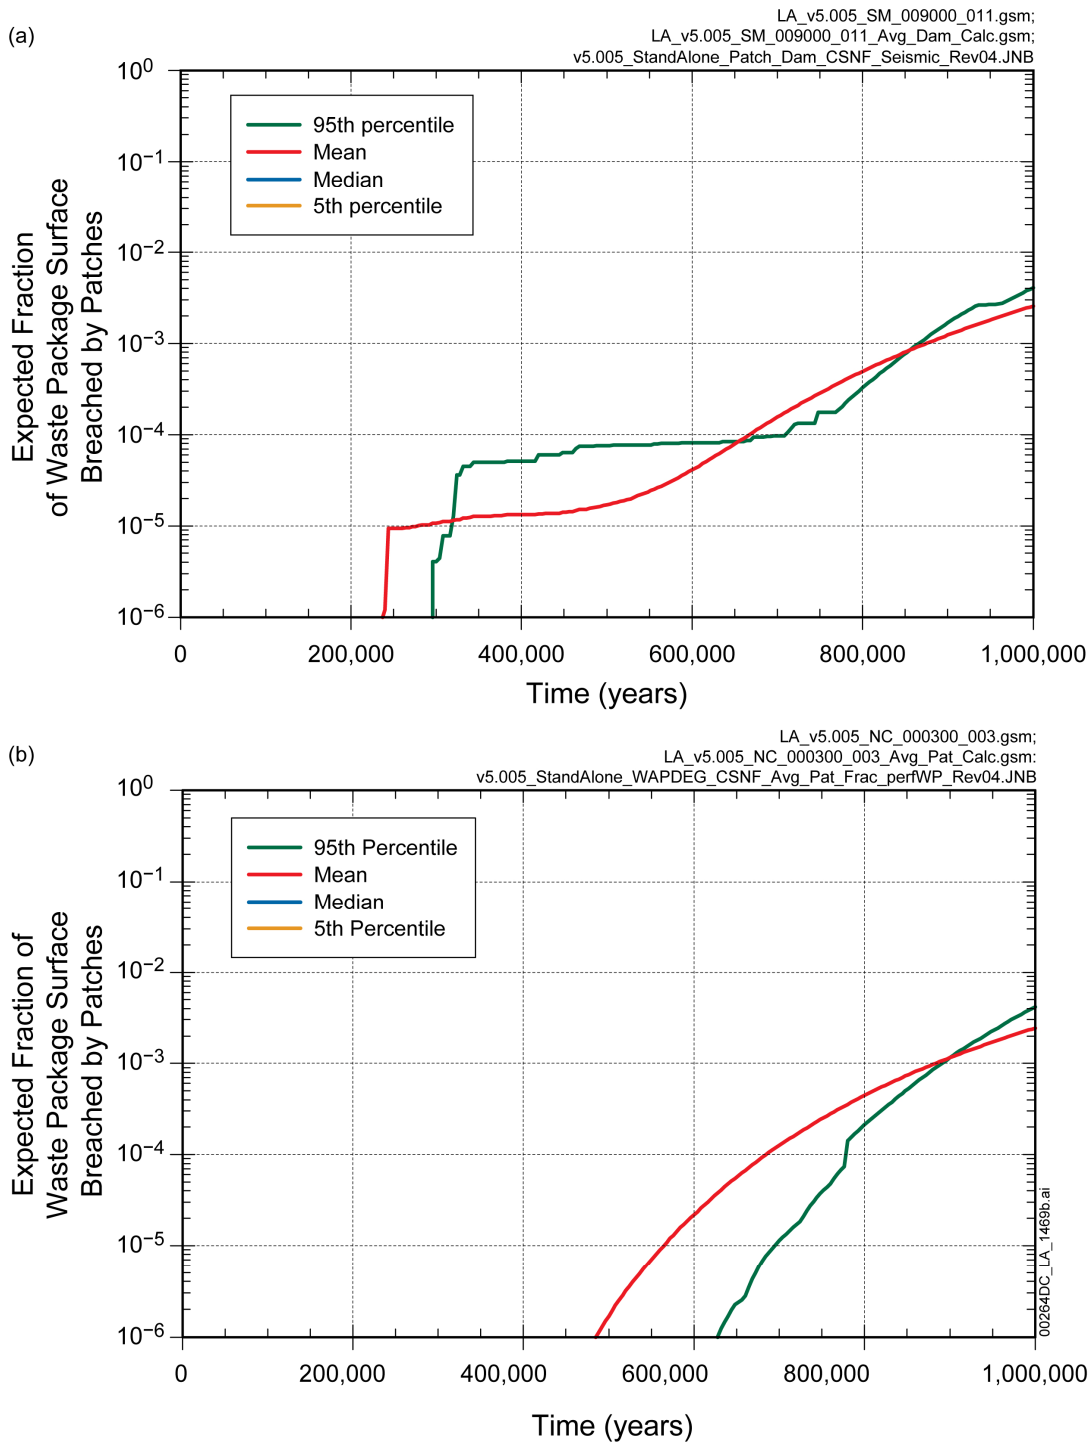 (a)
LA_v5.005_SM_009000_011.gsm;
LA_v5.005_SM_009000_011_Avg_Dam_Calc.gsm;
v5.005_StandAlone_Patch_Dam_CSNF_Seismic_Rev04.JNB
95th percentile
Mean
Median
5th percentile
Expected Fraction
of Waste Package Surface
Breached by Patches
10⁰
10⁻¹
10⁻²
10⁻³
10⁻⁴
10⁻⁵
10⁻⁶
0 200,000 400,000 600,000 800,000 1,000,000
Time (years)
(b)
LA_v5.005_NC_000300_003.gsm;
LA_v5.005_NC_000300_003_Avg_Pat_Calc.gsm:
v5.005_StandAlone_WAPDEG_CSNF_Avg_Pat_Frac_perfWP_Rev04.JNB
95th Percentile
Mean
Median
5th Percentile
Expected Fraction of
Waste Package Surface
Breached by Patches
10⁰
10⁻¹
10⁻²
10⁻³
10⁻⁴
10⁻⁵
10⁻⁶
0 200,000 400,000 600,000 800,000 1,000,000
Time (years)
00264DC_LA_1469b.ai